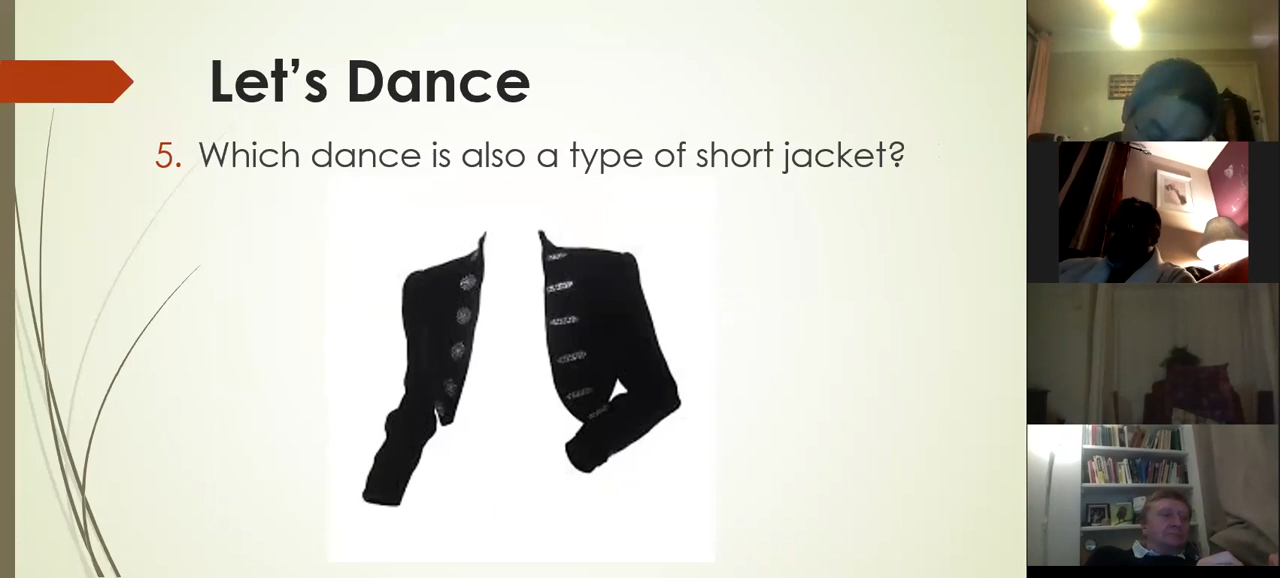 Let’s Dance
5. Which dance is also a type of short jacket?